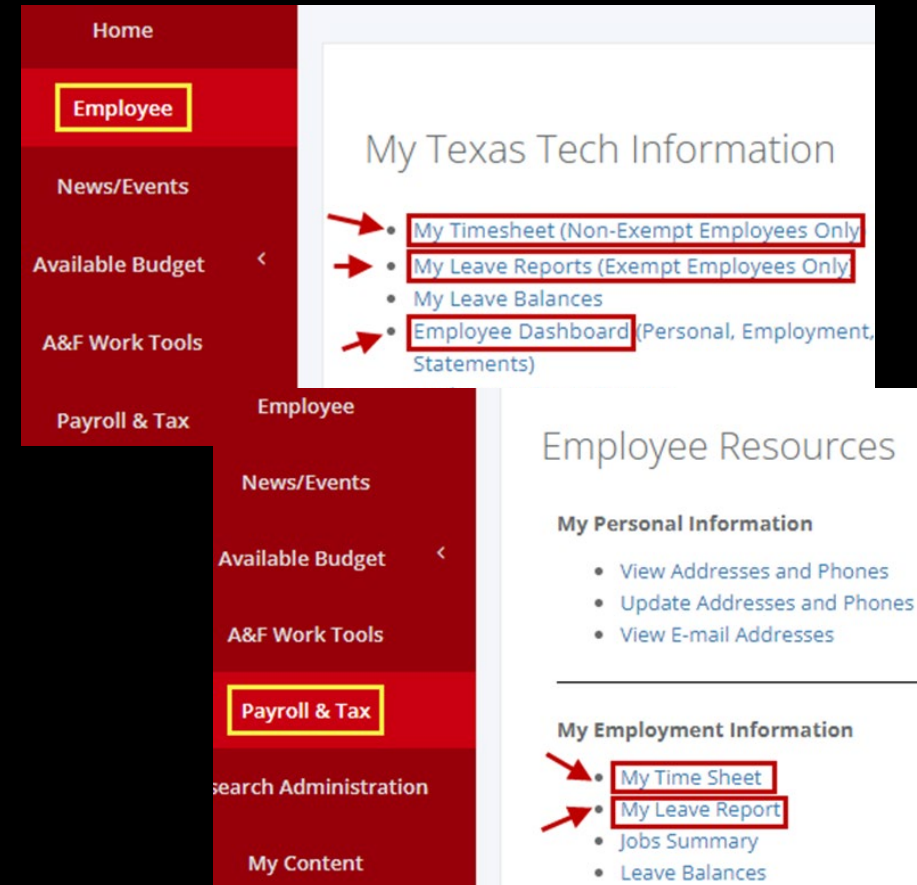 Home
Employee
News/Events
Available Budget <
A&F Work Tools
Payroll & Tax
My Texas Tech Information
• My Timesheet (Non-Exempt Employees Only
• My Leave Reports (Exempt Employees Only)
• My Leave Balances
• Employee Dashboard (Personal, Employment,
Statements)
Employee
News/Events
Available Budget <
A&F Work Tools
Payroll & Tax
search Administration
My Content
Employee Resources
My Personal Information
• View Addresses and Phones
• Update Addresses and Phones
• View E-mail Addresses
My Employment Information
• My Time Sheet
• My Leave Report
• Jobs Summary
• Leave Balances